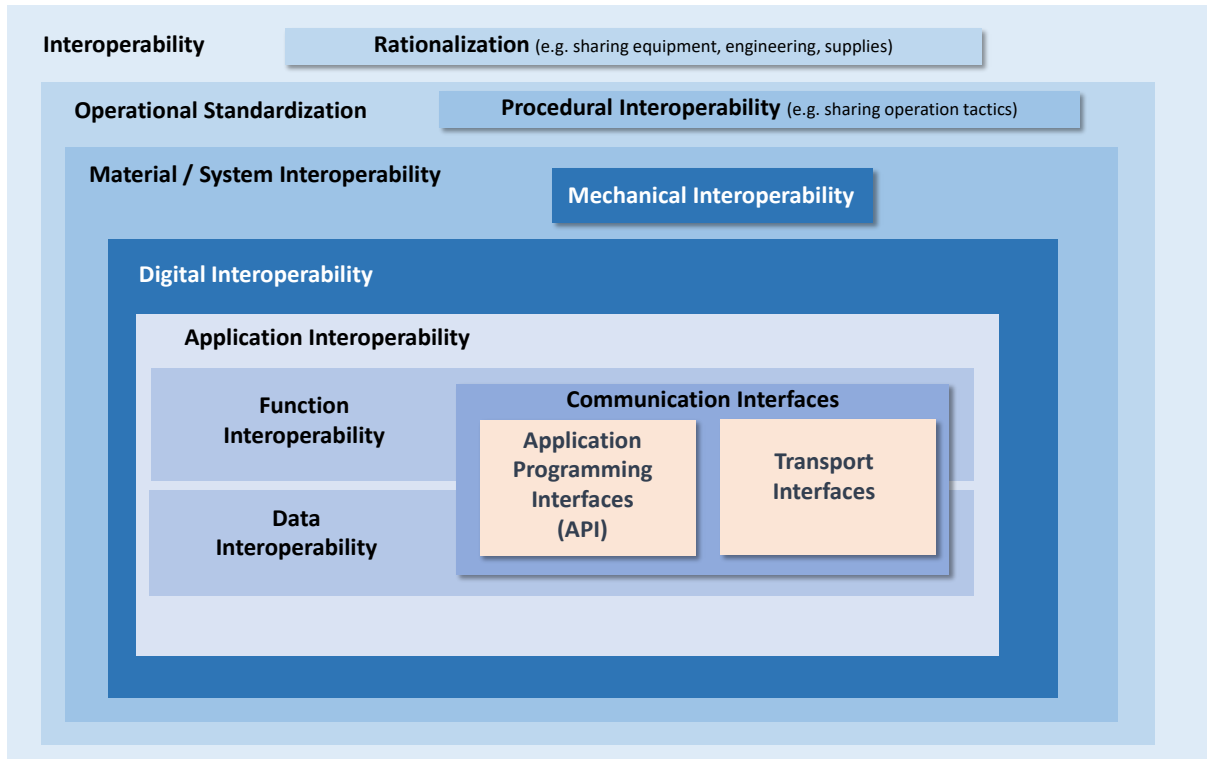 Interoperability
Rationalization (e.g. sharing equipment, engineering, supplies)
Operational Standardization
Procedural Interoperability (e.g. sharing operation tactics)
Material / System Interoperability
Mechanical Interoperability
Digital Interoperability
Application Interoperability
Function
Interoperability
Communication Interfaces
Application
Programming
Interfaces
(API)
Transport
Interfaces
Data
Interoperability